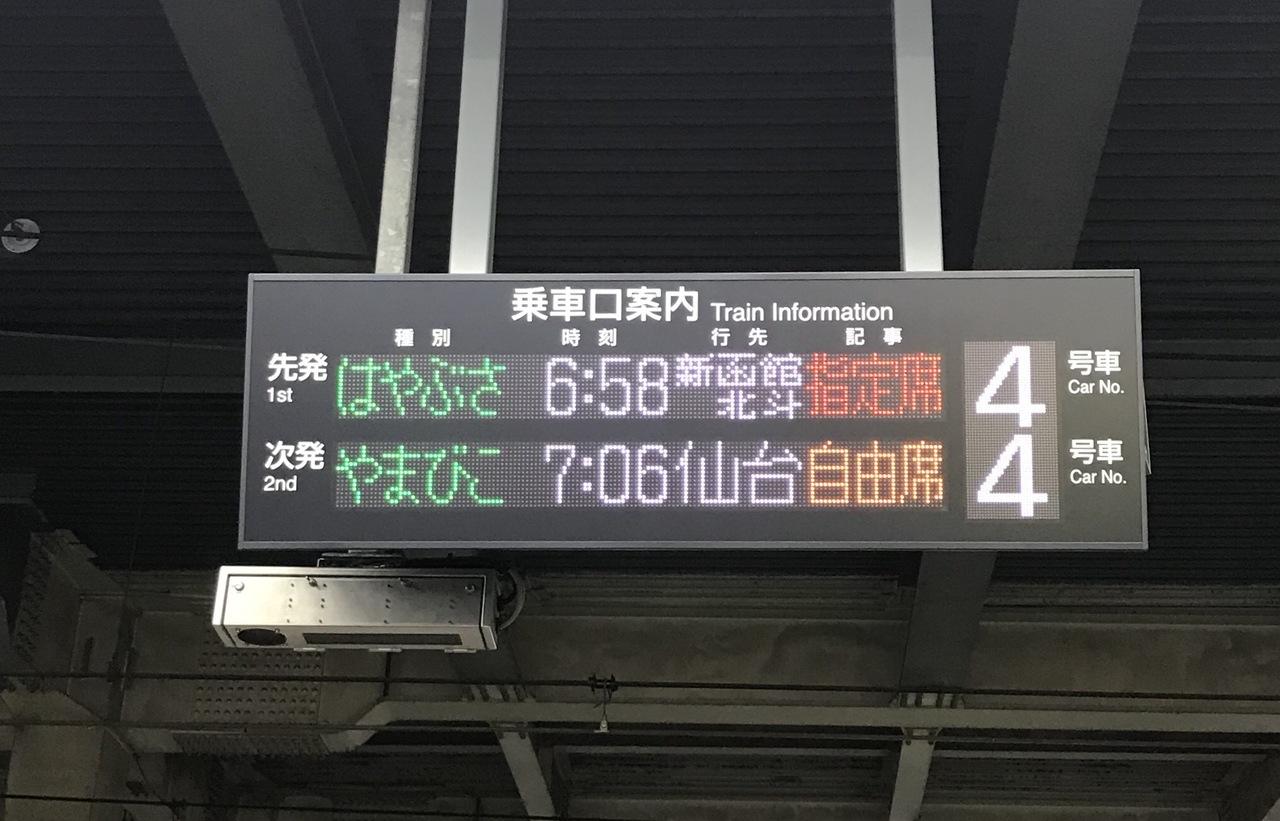 乗車口案内 Train Information
種別 時刻 行先 記事
先発 はやぶさ 6:58 新函館北斗 指定席 4 号車
1st Car No.
次発 やまびこ 7:06 仙台 自由席 4 号車
2nd Car No.